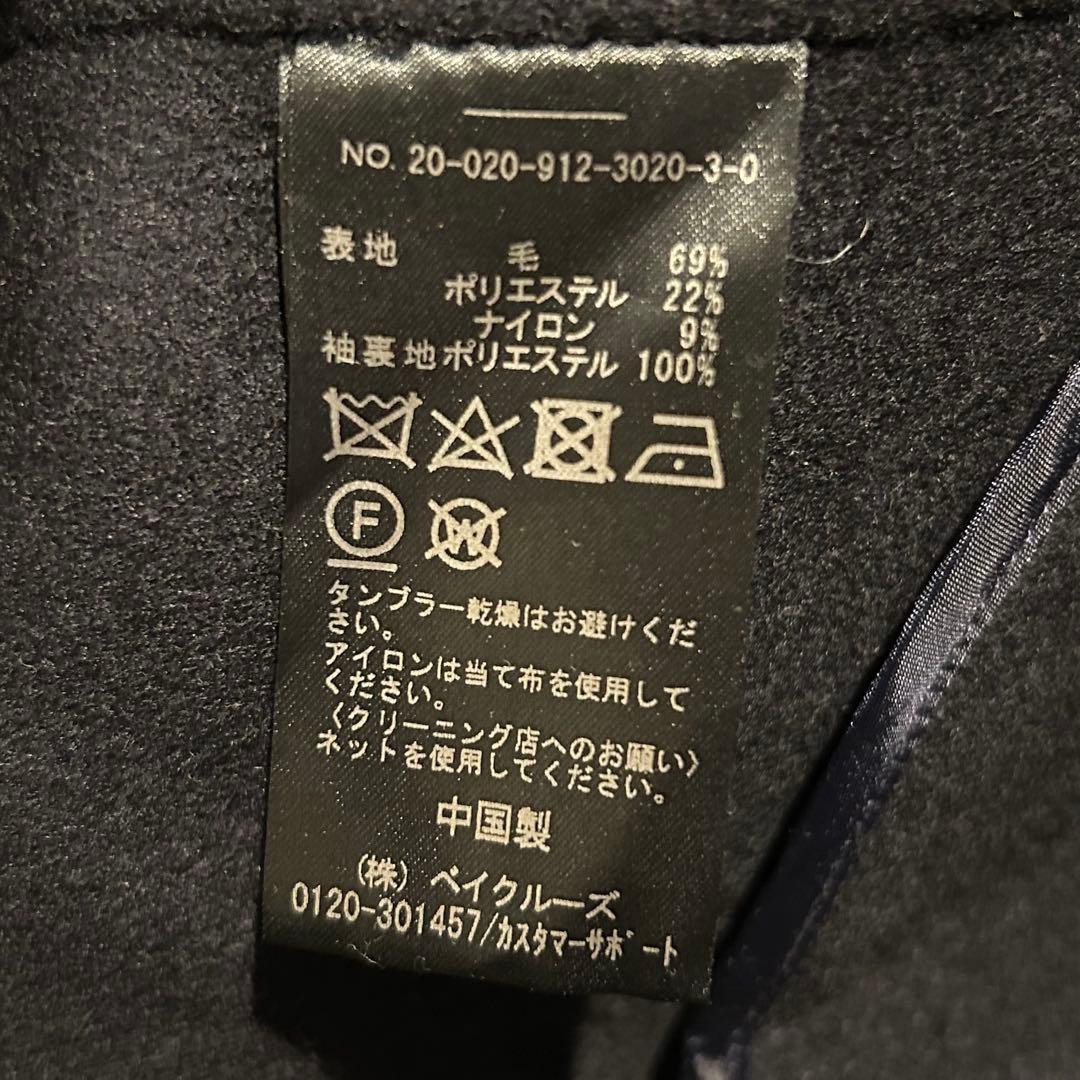 NO. 20-020-912-3020-3-0
表地 毛 69%
ポリエステル 22%
ナイロン 9%
袖裏地ポリエステル 100%
F W
タンブラー乾燥はお避けくだ
さい。
アイロンは当て布を使用して
ください。
〈クリーニング店へのお願い〉
ネットを使用してください。
中国製
(株) ベイクルーズ
0120-301457/カスタマーサポート